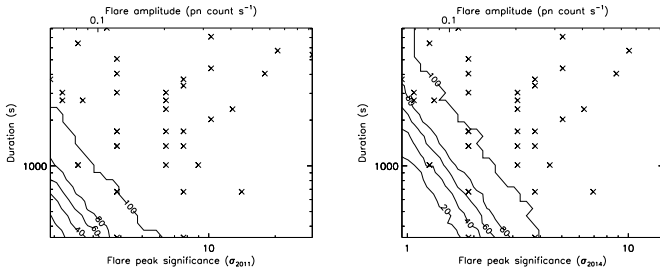 Flare amplitude (pn count s⁻¹)
0.1
Duration (s)
1000
100
80
60
40
10
Flare peak significance (σ2011)
Flare amplitude (pn count s⁻¹)
0.1
Duration (s)
1000
100
80
60
40
20
80
1
10
Flare peak significance (σ2014)